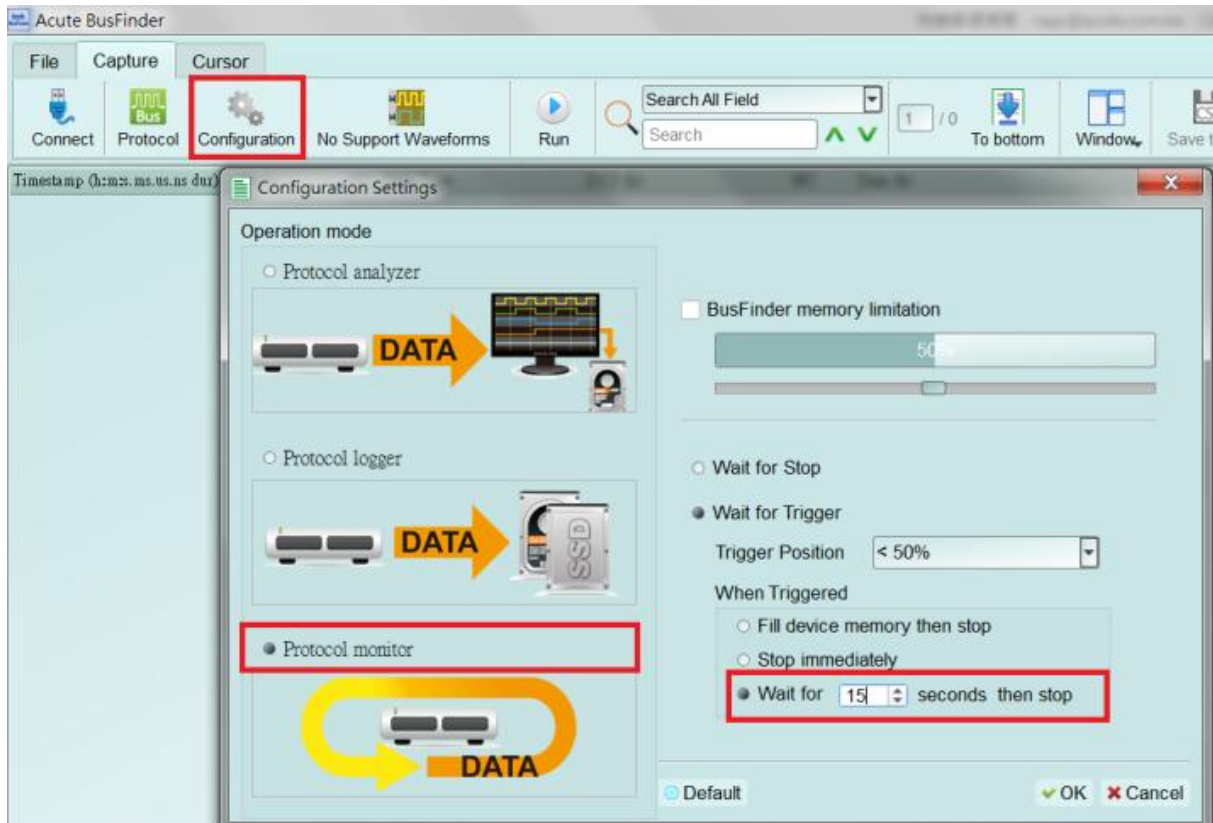 Acute BusFinder
File Capture Cursor
Bus
Connect Protocol Configuration No Support Waveforms Run Search All Field Search 1 / 0 To bottom Window Save t
Timestamp (h:m:s. ms.us.ns dur)
Configuration Settings
Operation mode
Protocol analyzer
DATA
BusFinder memory limitation
50%
Protocol logger
DATA
SSD
Wait for Stop
Wait for Trigger
Trigger Position < 50%
When Triggered
Fill device memory then stop
Stop immediately
Wait for 15 seconds then stop
Protocol monitor
DATA
Default OK Cancel